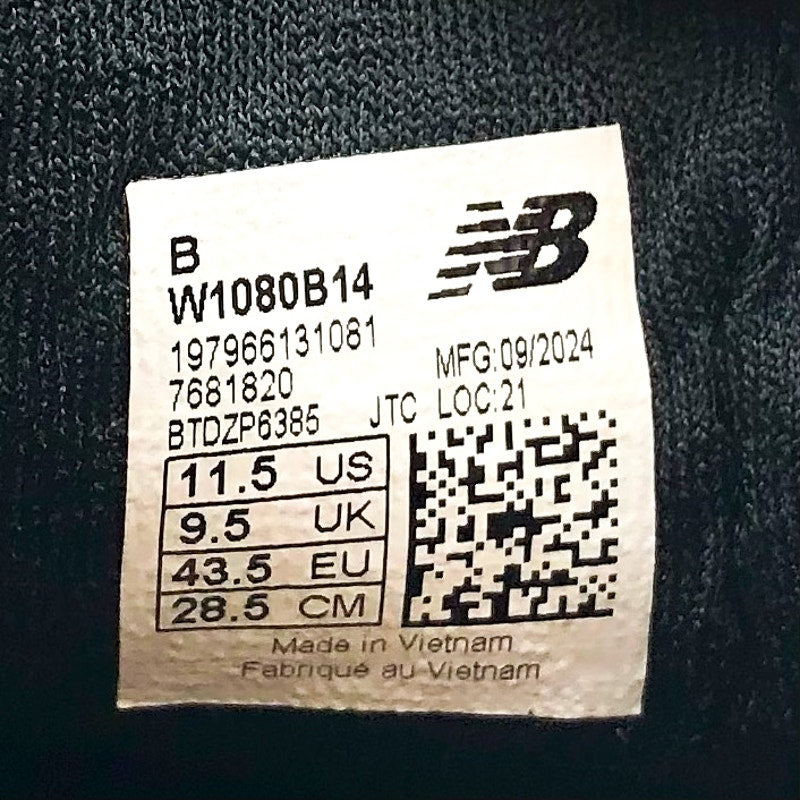 NB
B
W1080B14
197966131081
7681820
BTDZP6385
JTC
MFG:09/2024
LOC:21
11.5 US
9.5 UK
43.5 EU
28.5 CM
Made in Vietnam
Fabriqué au Vietnam